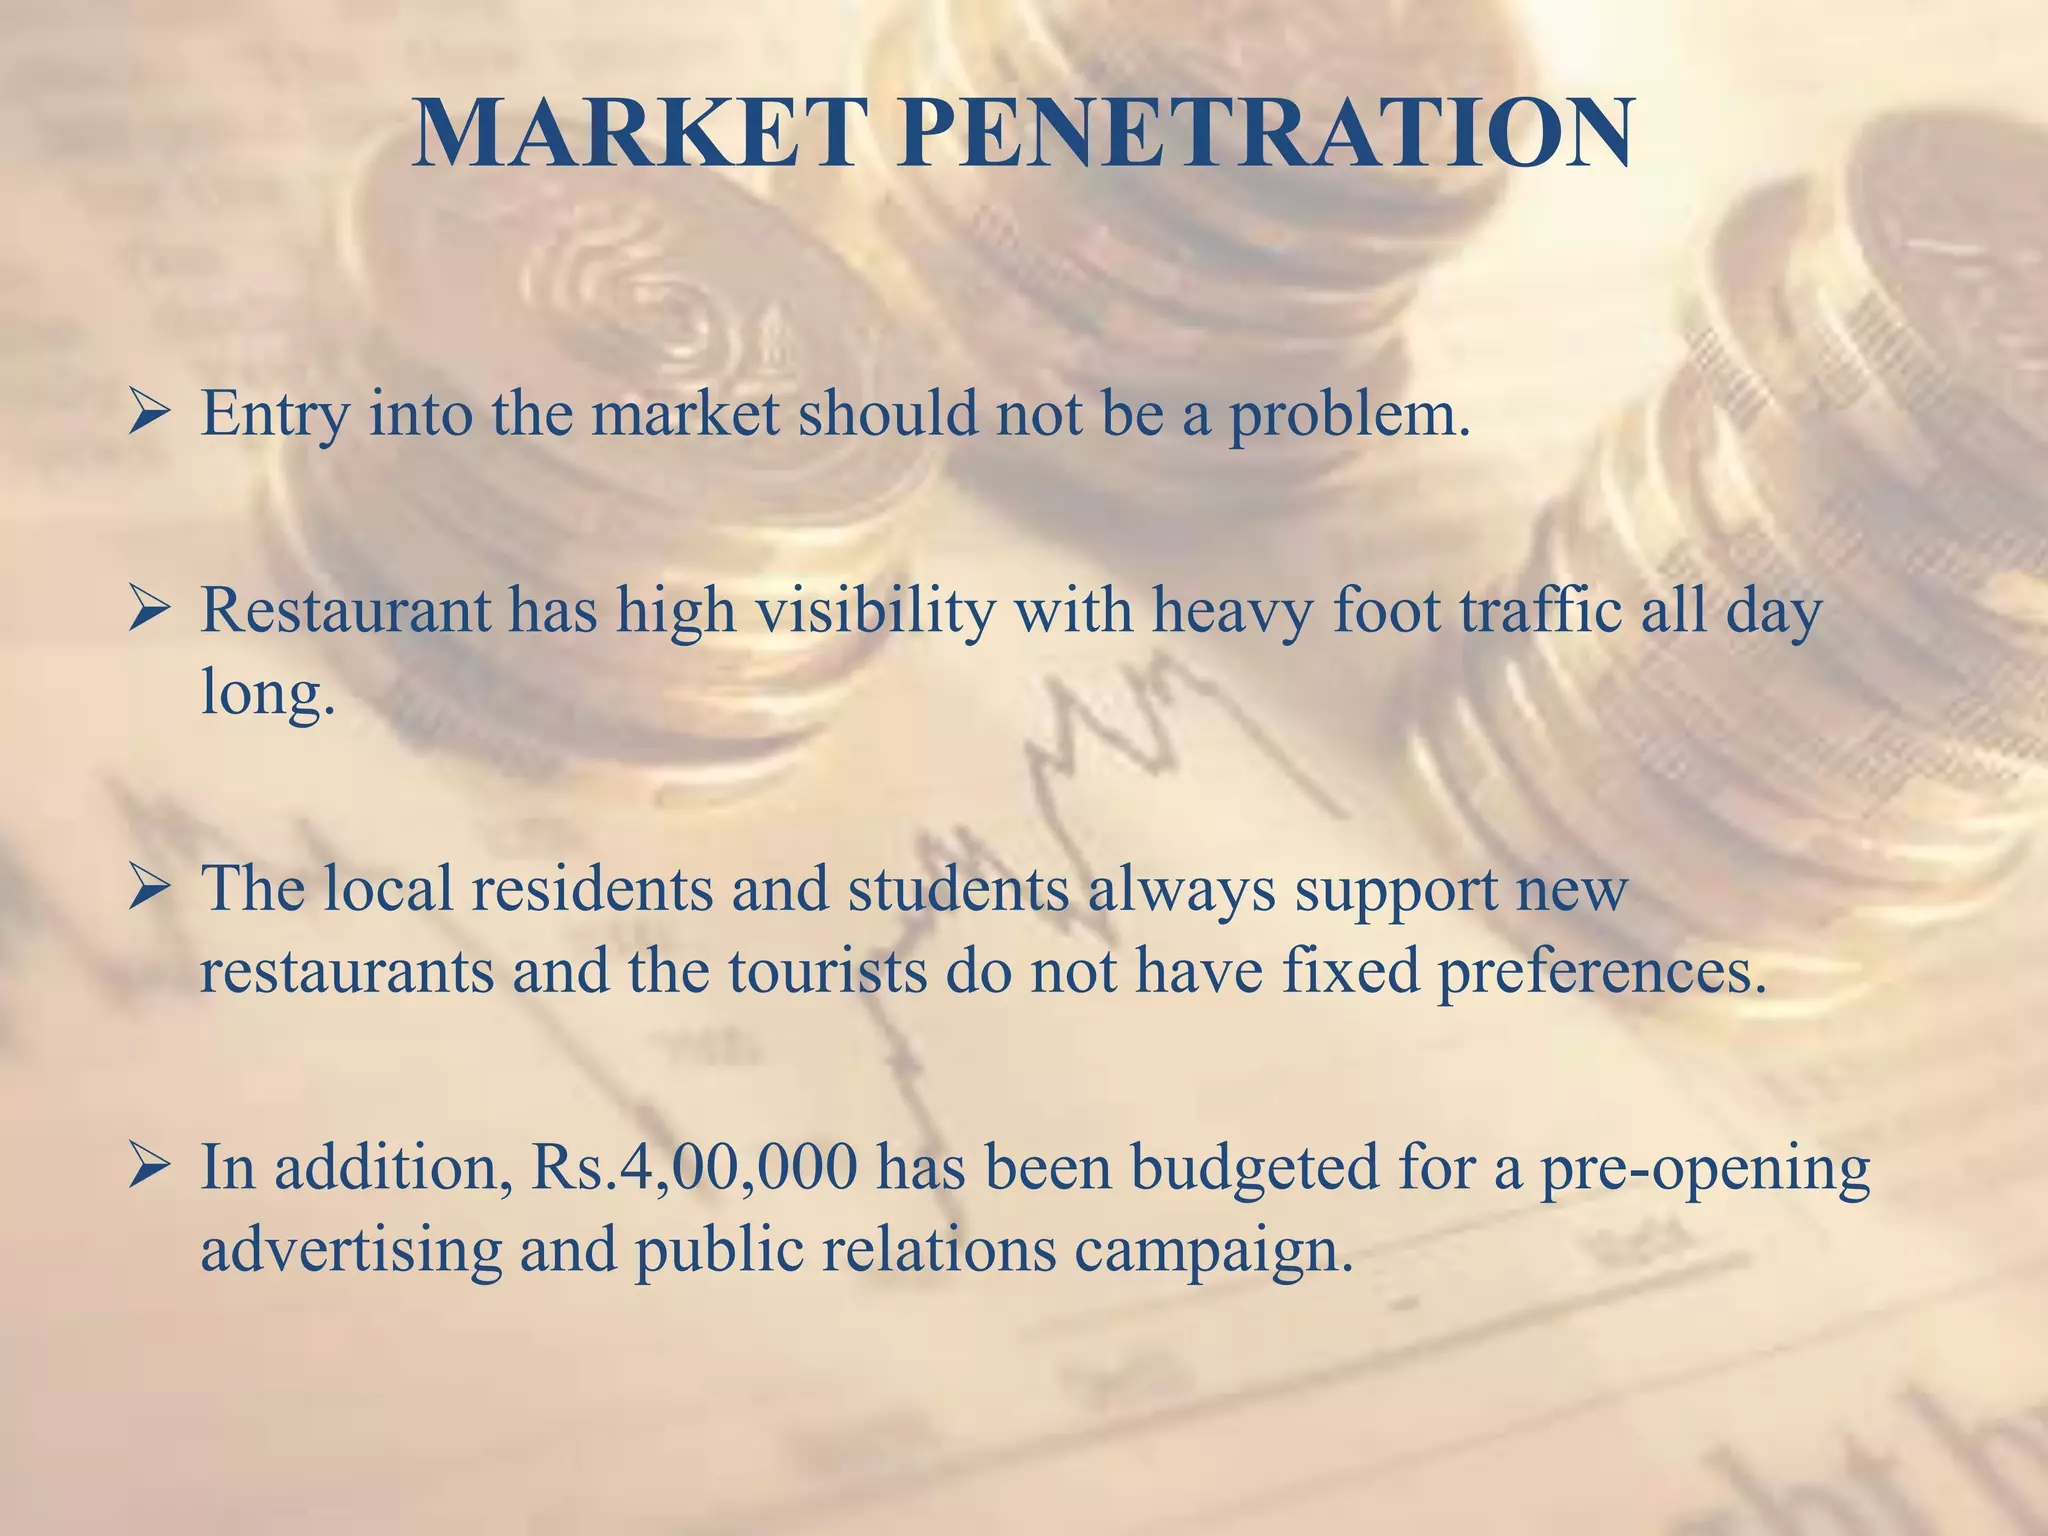 MARKET PENETRATION
➢ Entry into the market should not be a problem.
➢ Restaurant has high visibility with heavy foot traffic all day
long.
➢ The local residents and students always support new
restaurants and the tourists do not have fixed preferences.
➢ In addition, Rs.4,00,000 has been budgeted for a pre-opening
advertising and public relations campaign.